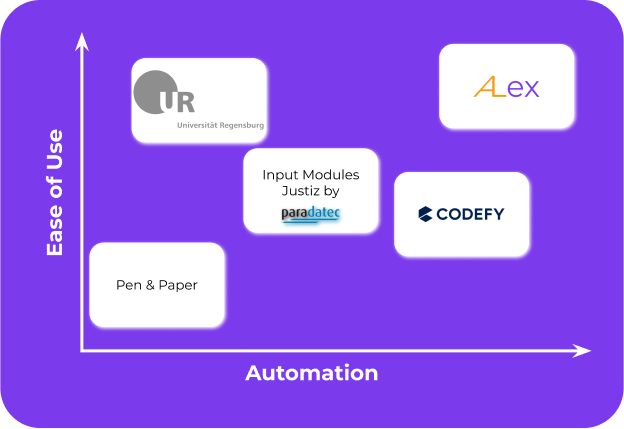 UR
Universität Regensburg
ALex
Input Modules
Justiz by
paradatec
CODEFY
Pen & Paper
Ease of Use
Automation